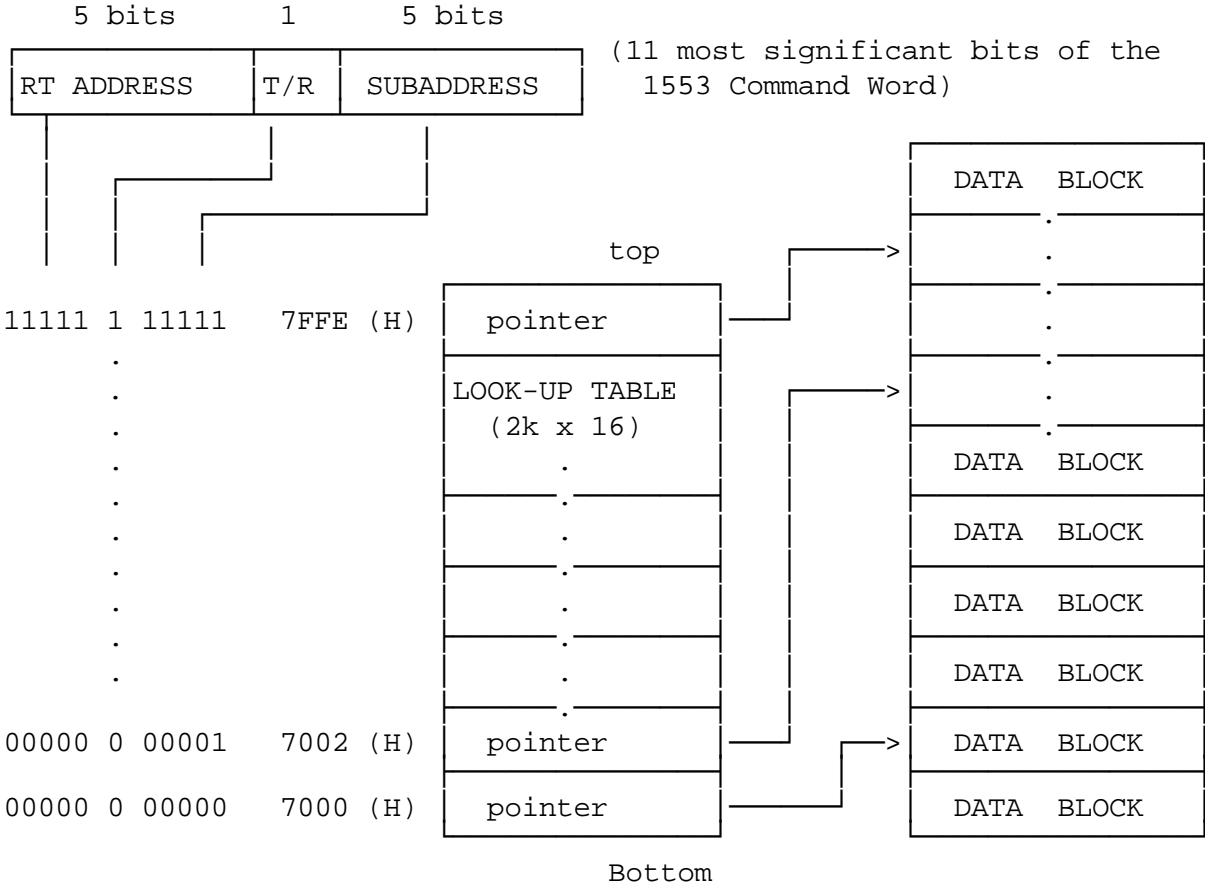 5 bits 1 5 bits
RT ADDRESS T/R SUBADDRESS (11 most significant bits of the
1553 Command Word)
DATA BLOCK
.
top > .
.
11111 1 11111 7FFE (H) pointer
. .
. LOOK-UP TABLE > .
. (2k x 16) .
. . DATA BLOCK
. .
. . DATA BLOCK
. .
. . DATA BLOCK
. .
. . DATA BLOCK
.
00000 0 00001 7002 (H) pointer > DATA BLOCK
00000 0 00000 7000 (H) pointer DATA BLOCK
Bottom